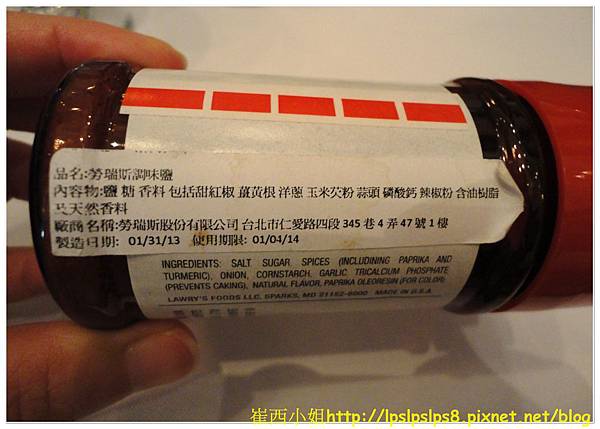 品名:勞瑞斯調味鹽
內容物:鹽 糖 香料 包括甜紅椒 薑黃根 洋蔥 玉米芡粉 蒜頭 磷酸鈣 辣椒粉 含油樹脂
及天然香料
廠商名稱:勞瑞斯股份有限公司 台北市仁愛路四段 345 巷 4 弄 47 號 1 樓
製造日期: 01/31/13 使用期限: 01/04/14
INGREDIENTS: SALT SUGAR, SPICES (INCLUDINING PAPRIKA AND
TURMERIC), ONION, CORNSTARCH, GARLIC TRICALCIUM PHOSPHATE
(PREVENTS CAKING), NATURAL FLAVOR, PAPRIKA OLEORESIN (FOR COLOR)
LAWRY'S FOODS LLC, SPARKS, MD 21152-6000 MADE IN U.S.A.
崔西小姐http://lpslpslps8.pixnet.net/blog